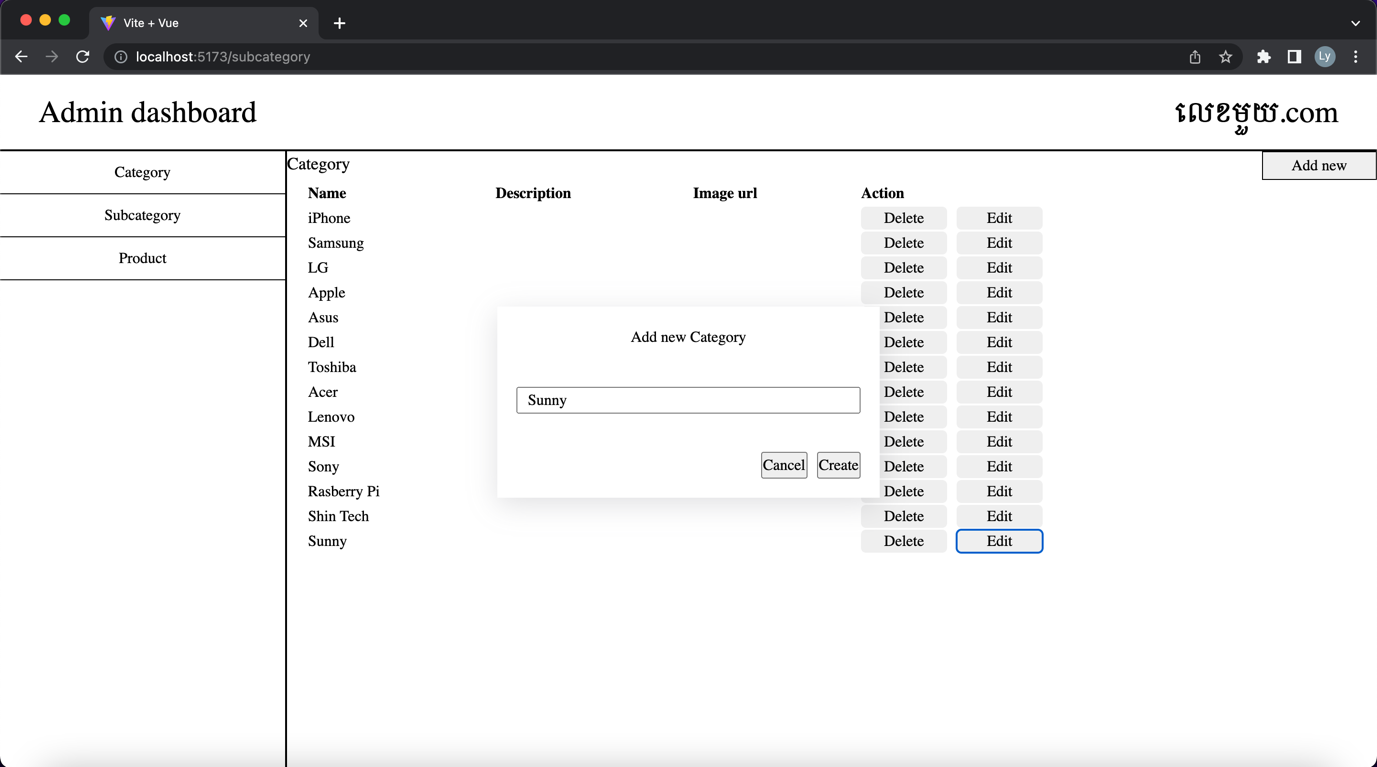 Vite + Vue
localhost:5173/subcategory
Ly
Admin dashboard
លេខមួយ.com
Category
Subcategory
Product
Category
Add new
Name Description Image url Action
iPhone Delete Edit
Samsung Delete Edit
LG Delete Edit
Apple Delete Edit
Asus Delete Edit
Dell Delete Edit
Toshiba Delete Edit
Acer Delete Edit
Lenovo Delete Edit
MSI Delete Edit
Sony Delete Edit
Rasberry Pi Delete Edit
Shin Tech Delete Edit
Sunny Delete Edit
Add new Category
Sunny
Cancel Create